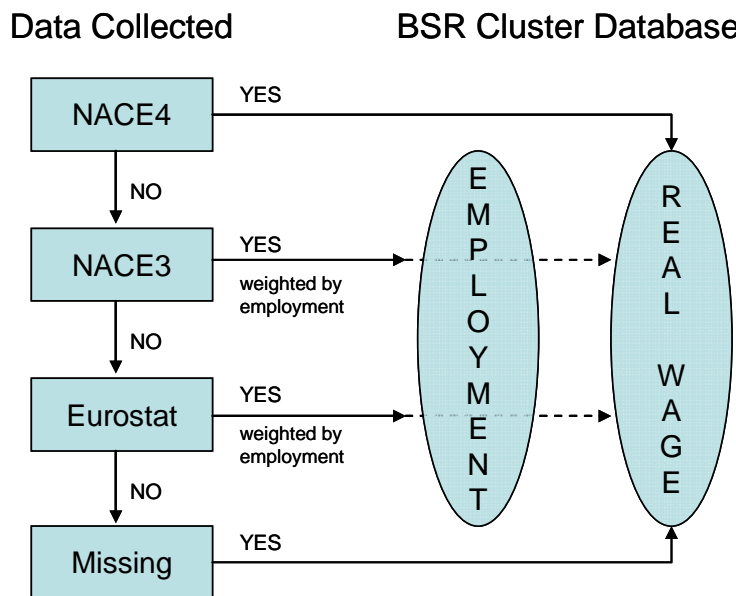 Data Collected
BSR Cluster Database
NACE4
YES
NO
NACE3
YES
weighted by
employment
NO
Eurostat
YES
weighted by
employment
NO
Missing
YES
EMPLOYMENT
REAL WAGE